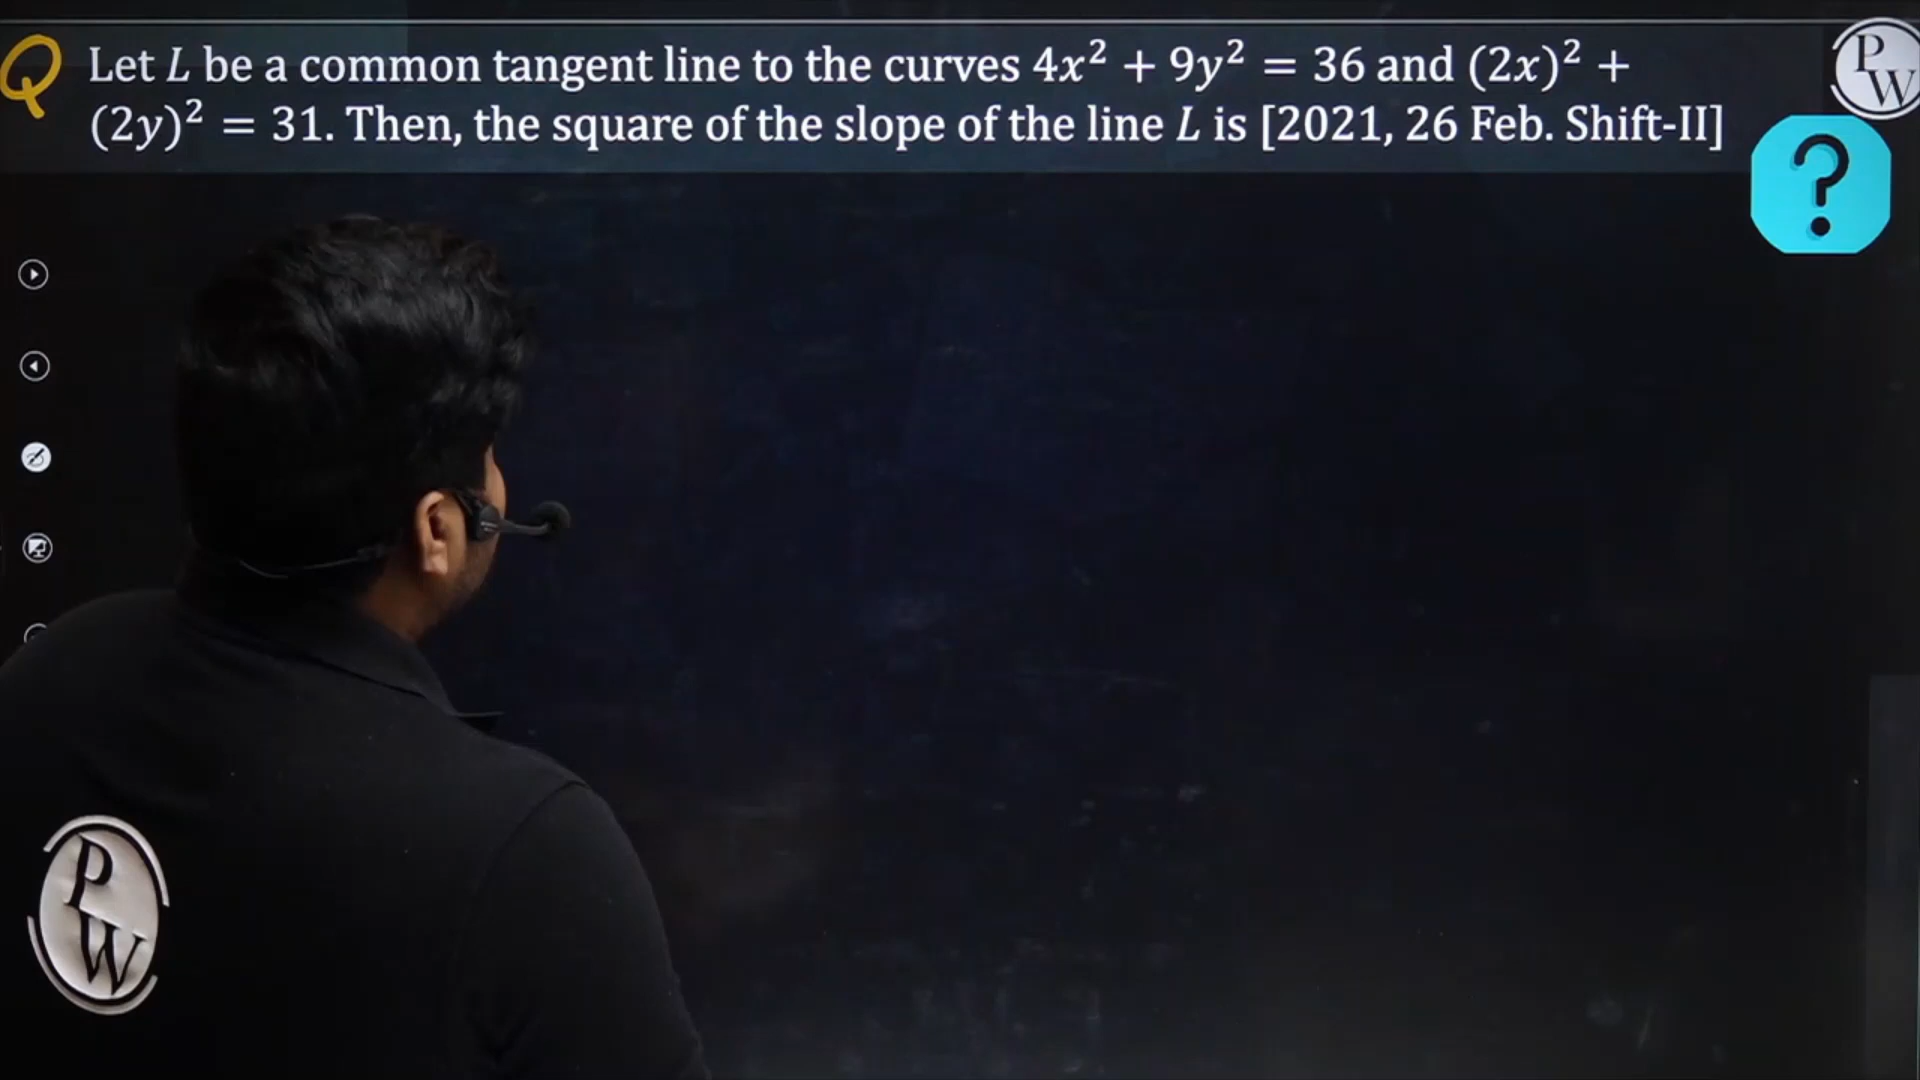 Q Let L be a common tangent line to the curves 4x² + 9y² = 36 and (2x)² +
(2y)² = 31. Then, the square of the slope of the line L is [2021, 26 Feb. Shift-II]
PW
?
PW